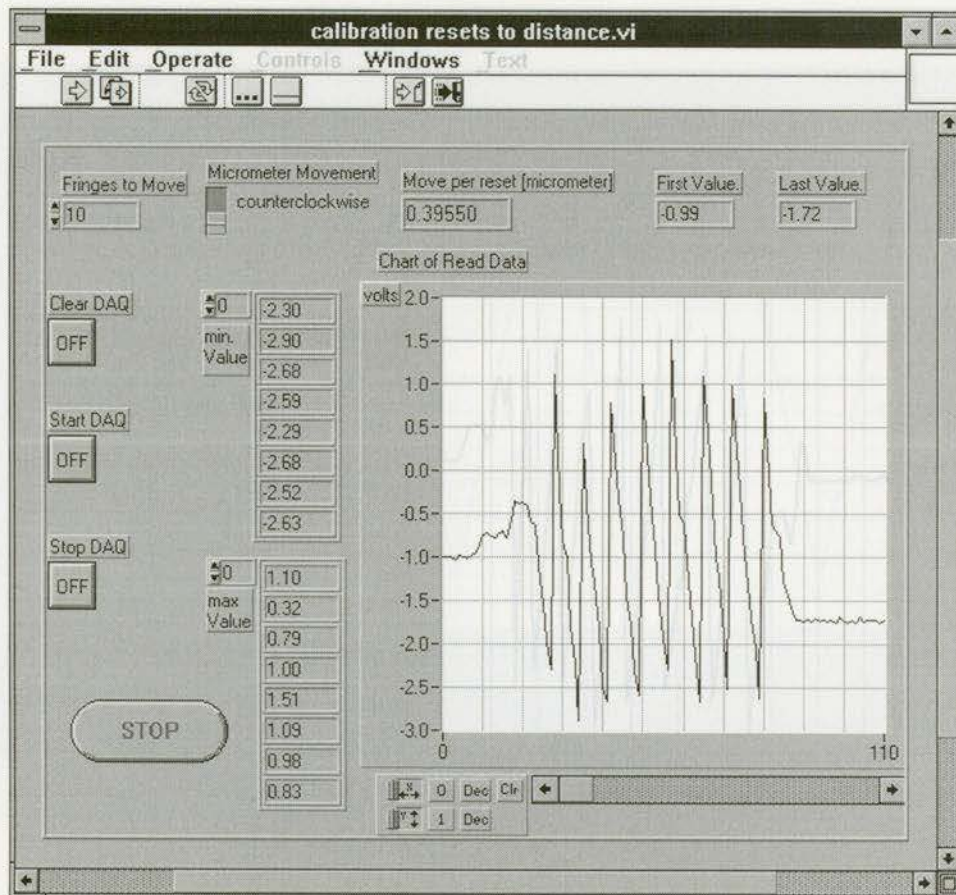 calibration resets to distance.vi
File Edit Operate Controls Windows Text
Fringes to Move
10
Micrometer Movement
counterclockwise
Move per reset [micrometer]
0.39550
First Value.
-0.99
Last Value.
-1.72
Chart of Read Data
Clear DAQ
OFF
Start DAQ
OFF
Stop DAQ
OFF
STOP
0
min.
Value
-2.30
-2.90
-2.68
-2.59
-2.29
-2.68
-2.52
-2.63
0
max
Value
1.10
0.32
0.79
1.00
1.51
1.09
0.98
0.83
volts
2.0
1.5
1.0
0.5
0.0
-0.5
-1.0
-1.5
-2.0
-2.5
-3.0
0 110
X 0 Dec Clr
Y 1 Dec